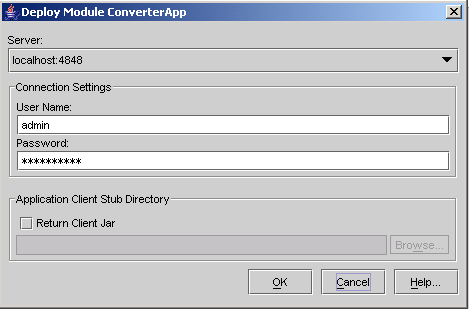 Deploy Module ConverterApp
Server:
localhost:4848
Connection Settings
User Name:
admin
Password:
**********
Application Client Stub Directory
Return Client Jar
Browse...
OK Cancel Help...